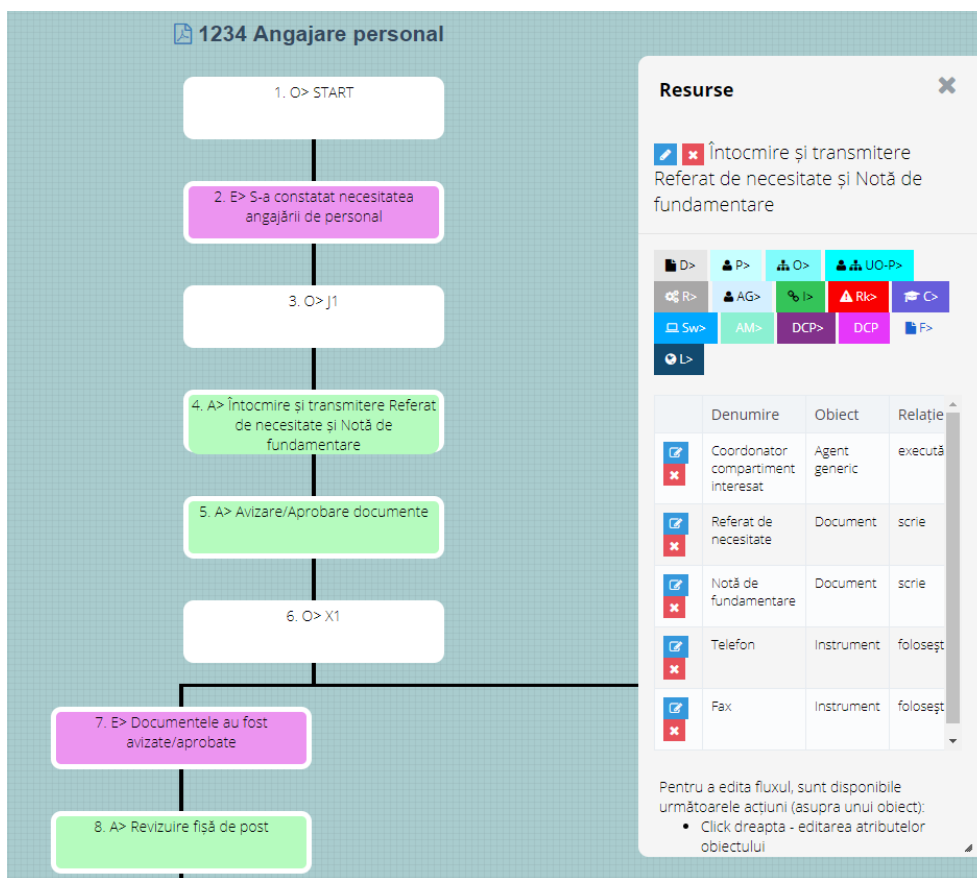 1234 Angajare personal
1. O> START
2. E> S-a constatat necesitatea
angajării de personal
3. O> J1
4. A> Întocmire și transmitere Referat
de necesitate și Notă de
fundamentare
5. A> Avizare/Aprobare documente
6. O> X1
7. E> Documentele au fost
avizate/aprobate
8. A> Revizuire fișă de post
Resurse
Întocmire și transmitere
Referat de necesitate și Notă de
fundamentare
D> P> O> UO-P>
R> AG> I> Rk> C>
Sw> AM> DCP> DCP F>
L>
Denumire Obiect Relație
Coordonator Agent execută
compartiment generic
interesat
Referat de Document scrie
necesitate
Notă de Document scrie
fundamentare
Telefon Instrument folosešt
Fax Instrument foloseșt
Pentru a edita fluxul, sunt disponibile
următoarele acțiuni (asupra unui obiect):
• Click dreapta - editarea atributelor
obiectului